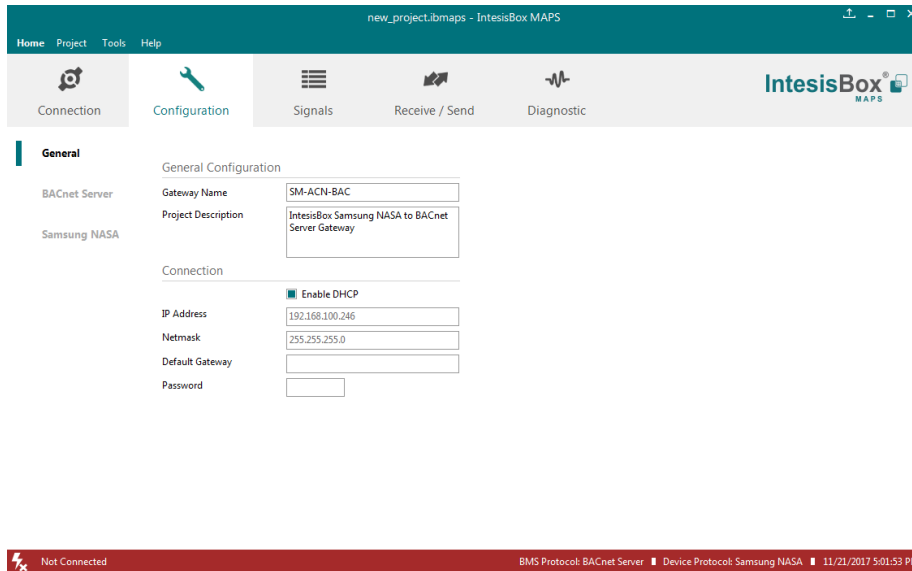 new_project.ibmaps - IntesisBox MAPS
Home Project Tools Help
Connection Configuration Signals Receive / Send Diagnostic
IntesisBox®
MAPS
General
BACnet Server
Samsung NASA
General Configuration
Gateway Name SM-ACN-BAC
Project Description IntesisBox Samsung NASA to BACnet
Server Gateway
Connection
Enable DHCP
IP Address 192.168.100.246
Netmask 255.255.255.0
Default Gateway
Password
Not Connected BMS Protocol: BACnet Server Device Protocol: Samsung NASA 11/21/2017 5:01:53 P